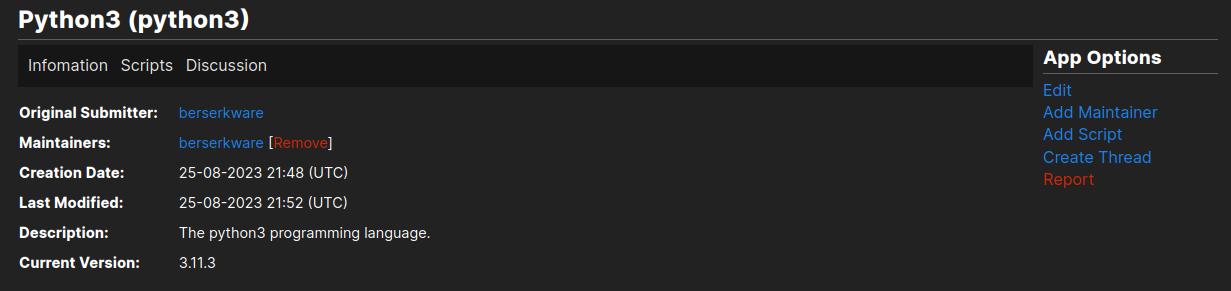 Python3 (python3)
Infomation Scripts Discussion
Original Submitter: berserkware
Maintainers: berserkware [Remove]
Creation Date: 25-08-2023 21:48 (UTC)
Last Modified: 25-08-2023 21:52 (UTC)
Description: The python3 programming language.
Current Version: 3.11.3
App Options
Edit
Add Maintainer
Add Script
Create Thread
Report